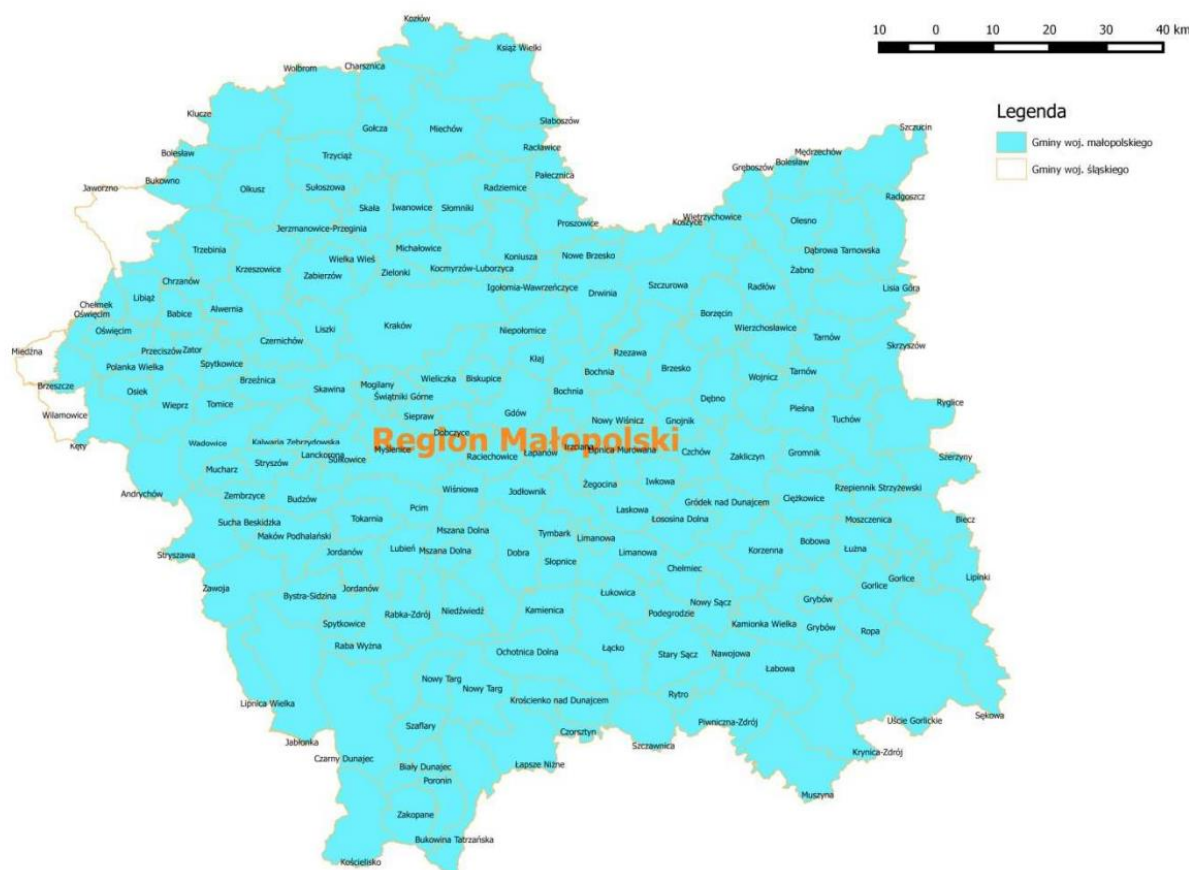 Kozłów
Książ Wielki
10 0 10 20 30 40 km
Wolbrom
Charsznica
Legenda
Gminy woj. małopolskiego
Gminy woj. śląskiego
Klucze
Gołcza
Miechów
Słaboszów
Szczucin
Racławice
Bolesław
Trzyciąż
Mędrzechów
Bolesław
Gręboszów
Pałecznica
Bukowno
Jaworzno
Olkusz
Sułoszowa
Radziemice
Radgoszcz
Skała
Iwanowice
Słomniki
Wietrzychowice
Koszyce
Olesno
Proszowice
Jerzmanowice-Przeginia
Trzebinia
Michałowice
Dąbrowa Tarnowska
Wielka Wieś
Koniusza
Nowe Brzesko
Krzeszowice
Zabierzów
Zielonki
Kocmyrzów-Luborzyca
Żabno
Chrzanów
Igołomia-Wawrzeńczyce
Szczurowa
Radłów
Lisia Góra
Libiąż
Drwinia
Chełmek
Oświęcim
Babice
Alwernia
Borzęcin
Oświęcim
Liszki
Kraków
Niepołomice
Wierzchosławice
Czernichów
Tarnów
Skrzyszów
Miedźna
Przeciszów
Zator
Rzezawa
Kłaj
Polanka Wielka
Spytkowice
Bochnia
Brzesko
Tarnów
Wojnicz
Brzeszcze
Brzeźnica
Mogilany
Wieliczka
Biskupice
Osiek
Skawina
Bochnia
Świątniki Górne
Dębno
Ryglice
Wieprz
Tomice
Pleśna
Wilamowice
Siepraw
Gdów
Nowy Wiśnicz
Gnojnik
Tuchów
Dobczyce
Kęty
Wadowice
Kalwaria Zebrzydowska
Region Małopolski
Myślenice
Trzciana
Lipnica Murowana
Czchów
Zakliczyn
Gromnik
Szerzyny
Lanckorona
Sułkowice
Raciechowice
Łapanów
Mucharz
Stryszów
Żegocina
Iwkowa
Rzepiennik Strzyżewski
Andrychów
Zembrzyce
Budzów
Wiśniowa
Jodłownik
Gródek nad Dunajcem
Ciężkowice
Pcim
Laskowa
Tokarnia
Łososina Dolna
Moszczenica
Biecz
Sucha Beskidzka
Maków Podhalański
Mszana Dolna
Tymbark
Limanowa
Bobowa
Stryszawa
Jordanów
Lubień
Mszana Dolna
Dobra
Limanowa
Korzenna
Łużna
Słopnice
Chełmiec
Zawoja
Jordanów
Łukowica
Gorlice
Gorlice
Lipinki
Bystra-Sidzina
Nowy Sącz
Grybów
Rabka-Zdrój
Niedźwiedź
Kamienica
Podegrodzie
Spytkowice
Kamionka Wielka
Grybów
Ropa
Raba Wyżna
Ochotnica Dolna
Łącko
Stary Sącz
Nawojowa
Łabowa
Nowy Targ
Nowy Targ
Rytro
Lipnica Wielka
Krościenko nad Dunajcem
Sękowa
Szaflary
Piwniczna-Zdrój
Uście Gorlickie
Czorsztyn
Jabłonka
Szczawnica
Krynica-Zdrój
Czarny Dunajec
Biały Dunajec
Łapsze Niżne
Poronin
Muszyna
Zakopane
Bukowina Tatrzańska
Kościelisko